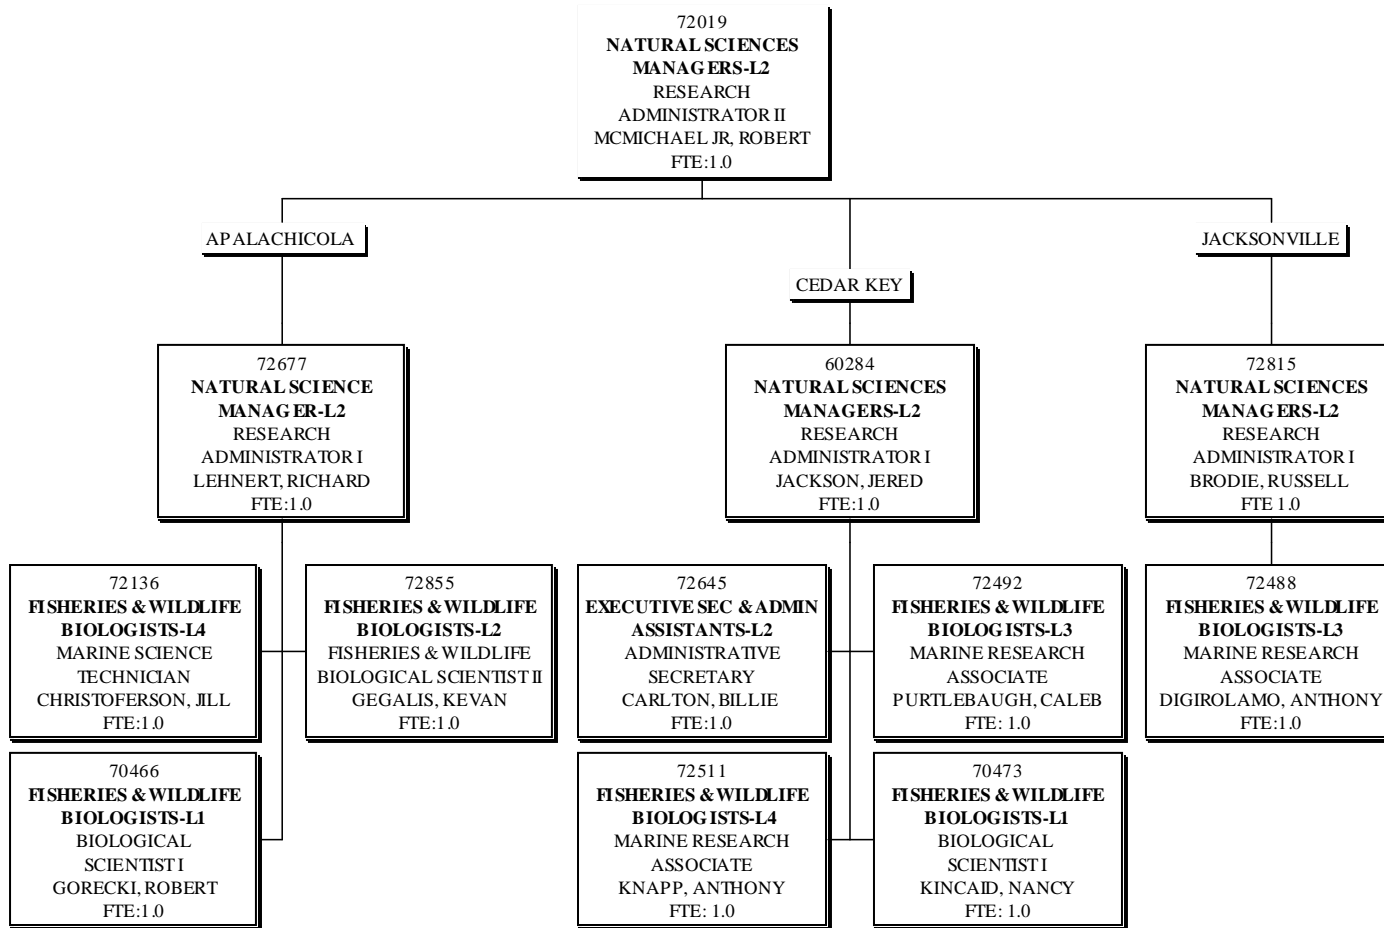 72019
NATURAL SCIENCES
MANAGERS-L2
RESEARCH
ADMINISTRATOR II
MCMICHAEL JR, ROBERT
FTE:1.0
APALACHICOLA
JACKSONVILLE
CEDAR KEY
72677
NATURAL SCIENCE
MANAGER-L2
RESEARCH
ADMINISTRATOR I
LEHNERT, RICHARD
FTE:1.0
60284
NATURAL SCIENCES
MANAGERS-L2
RESEARCH
ADMINISTRATOR I
JACKSON, JERED
FTE:1.0
72815
NATURAL SCIENCES
MANAGERS-L2
RESEARCH
ADMINISTRATOR I
BRODIE, RUSSELL
FTE 1.0
72136
FISHERIES & WILDLIFE
BIOLOGISTS-L4
MARINE SCIENCE
TECHNICIAN
CHRISTOFERSON, JILL
FTE:1.0
72855
FISHERIES & WILDLIFE
BIOLOGISTS-L2
FISHERIES & WILDLIFE
BIOLOGICAL SCIENTIST II
GEGALIS, KEVAN
FTE:1.0
72645
EXECUTIVE SEC & ADMIN
ASSISTANTS-L2
ADMINISTRATIVE
SECRETARY
CARLTON, BILLIE
FTE:1.0
72492
FISHERIES & WILDLIFE
BIOLOGISTS-L3
MARINE RESEARCH
ASSOCIATE
PURTLEBAUGH, CALEB
FTE: 1.0
72488
FISHERIES & WILDLIFE
BIOLOGISTS-L3
MARINE RESEARCH
ASSOCIATE
DIGIROLAMO, ANTHONY
FTE:1.0
70466
FISHERIES & WILDLIFE
BIOLOGISTS-L1
BIOLOGICAL
SCIENTIST I
GORECKI, ROBERT
FTE:1.0
72511
FISHERIES & WILDLIFE
BIOLOGISTS-L4
MARINE RESEARCH
ASSOCIATE
KNAPP, ANTHONY
FTE: 1.0
70473
FISHERIES & WILDLIFE
BIOLOGISTS-L1
BIOLOGICAL
SCIENTIST I
KINCAID, NANCY
FTE: 1.0